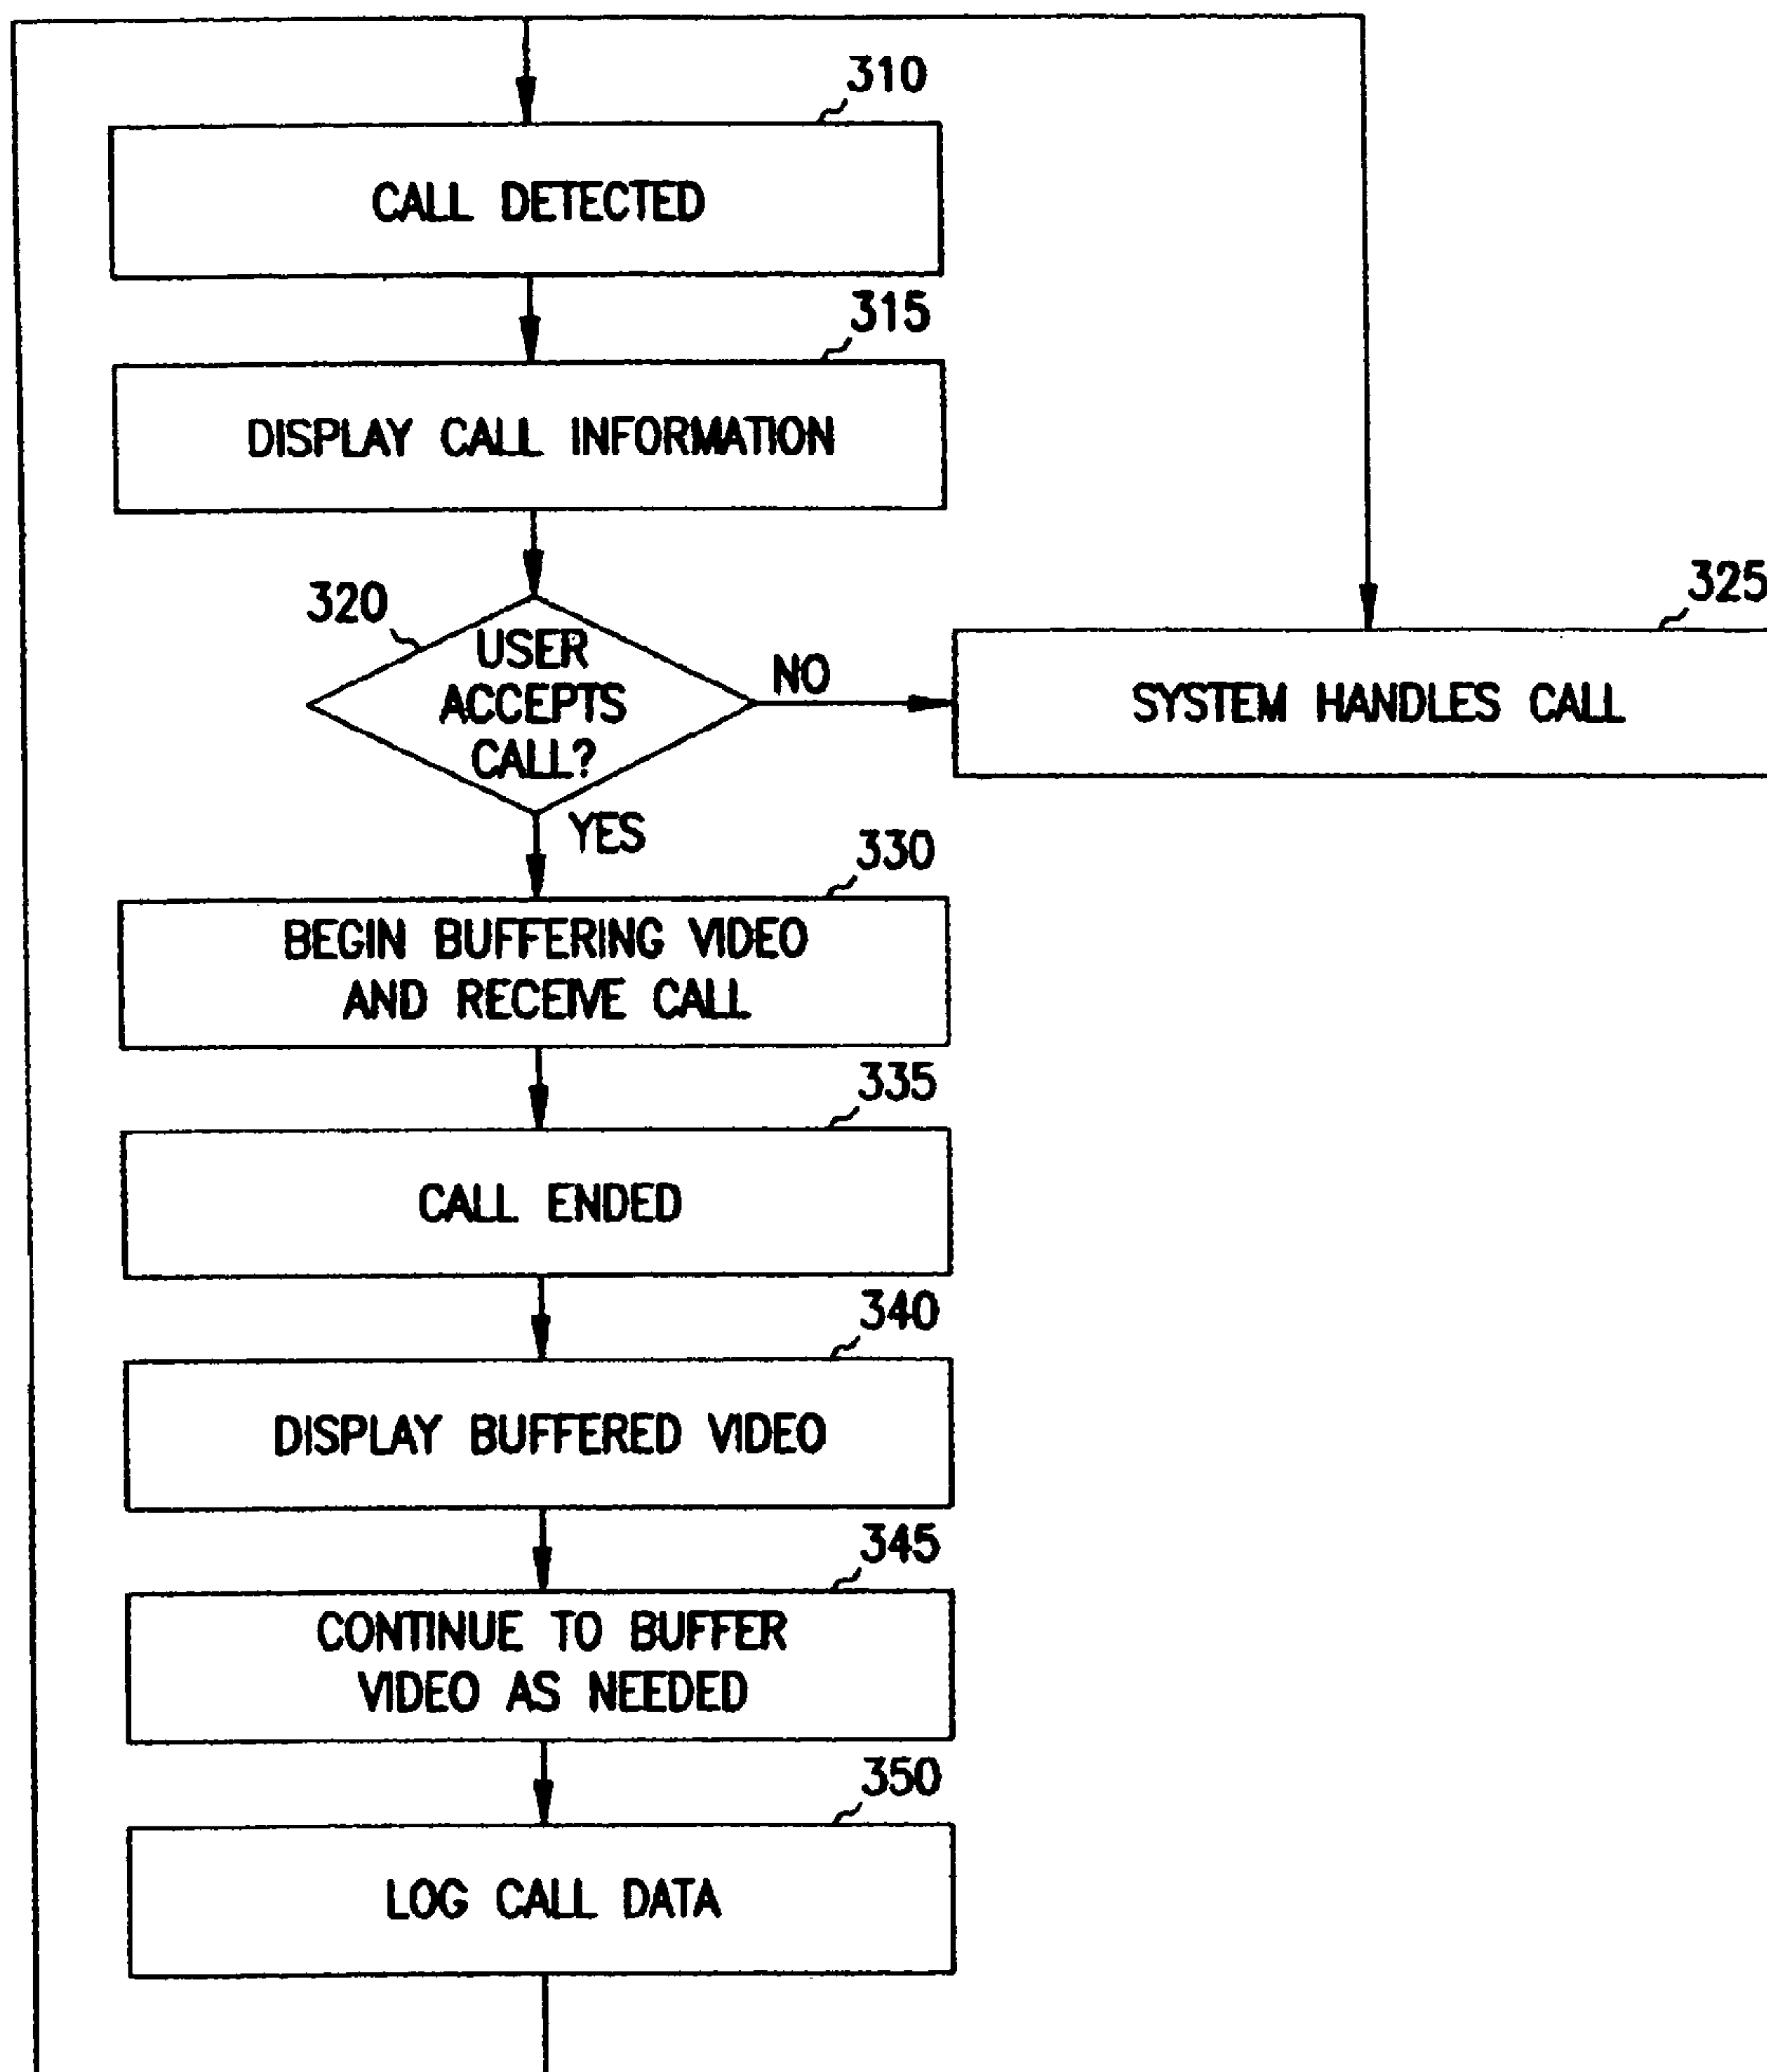 310
CALL DETECTED
315
DISPLAY CALL INFORMATION
320
USER
ACCEPTS
CALL?
NO
325
SYSTEM HANDLES CALL
YES
330
BEGIN BUFFERING VIDEO
AND RECEIVE CALL
335
CALL ENDED
340
DISPLAY BUFFERED VIDEO
345
CONTINUE TO BUFFER
VIDEO AS NEEDED
350
LOG CALL DATA